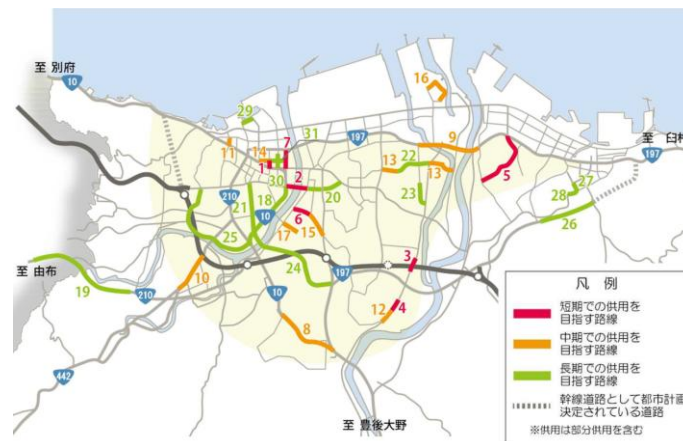 至 別府
10
29
16
7
31
197
14
11
1
30
9
至 臼杵
197
13
22
13
5
2
20
23
210
21
18
10
6
17
15
27
28
26
25
3
至 由布
19
210
10
24
197
10
12
4
8
442
至 豊後大野
凡 例
短期での供用を
目指す路線
中期での供用を
目指す路線
長期での供用を
目指す路線
幹線道路として都市計画
決定されている道路
※供用は部分供用を含む